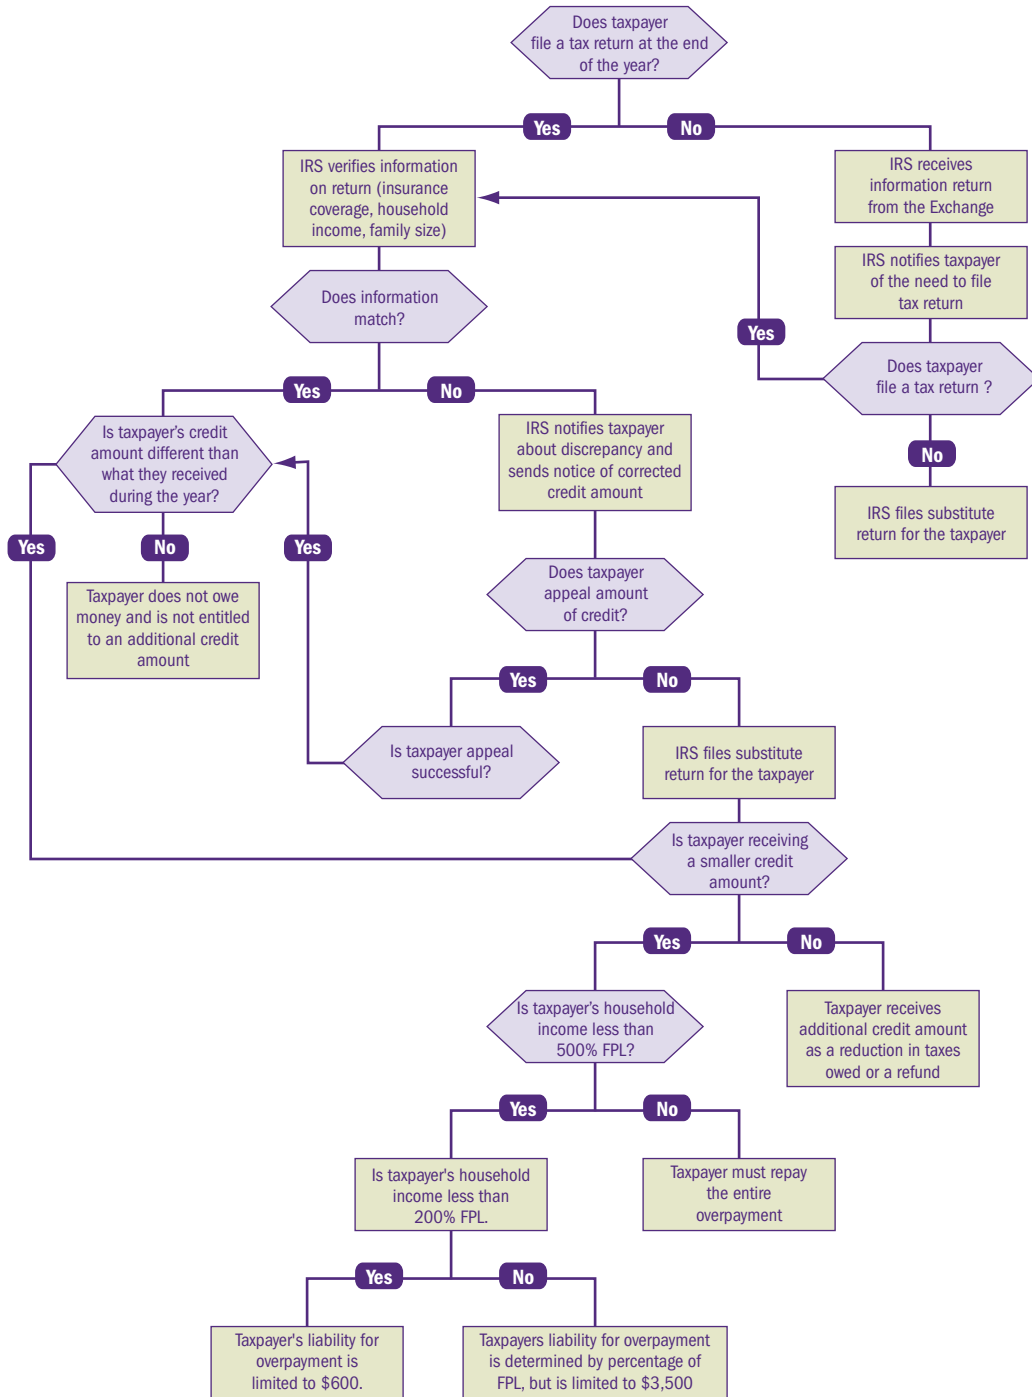 Does taxpayer
file a tax return at the end
of the year?
Yes
No
IRS verifies information
on return (insurance
coverage, household
income, family size)
IRS receives
information return
from the Exchange
IRS notifies taxpayer
of the need to file
tax return
Does information
match?
Yes
Does taxpayer
file a tax return ?
Yes
No
Is taxpayer's credit
amount different than
what they received
during the year?
IRS notifies taxpayer
about discrepancy and
sends notice of corrected
credit amount
No
IRS files substitute
return for the taxpayer
Yes
No
Yes
Taxpayer does not owe
money and is not entitled
to an additional credit
amount
Does taxpayer
appeal amount
of credit?
Yes
No
Is taxpayer appeal
successful?
IRS files substitute
return for the taxpayer
Is taxpayer receiving
a smaller credit
amount?
Yes
No
Is taxpayer's household
income less than
500% FPL?
Taxpayer receives
additional credit amount
as a reduction in taxes
owed or a refund
Yes
No
Is taxpayer's household
income less than
200% FPL.
Taxpayer must repay
the entire
overpayment
Yes
No
Taxpayer's liability for
overpayment is
limited to $600.
Taxpayers liability for overpayment
is determined by percentage of
FPL, but is limited to $3,500